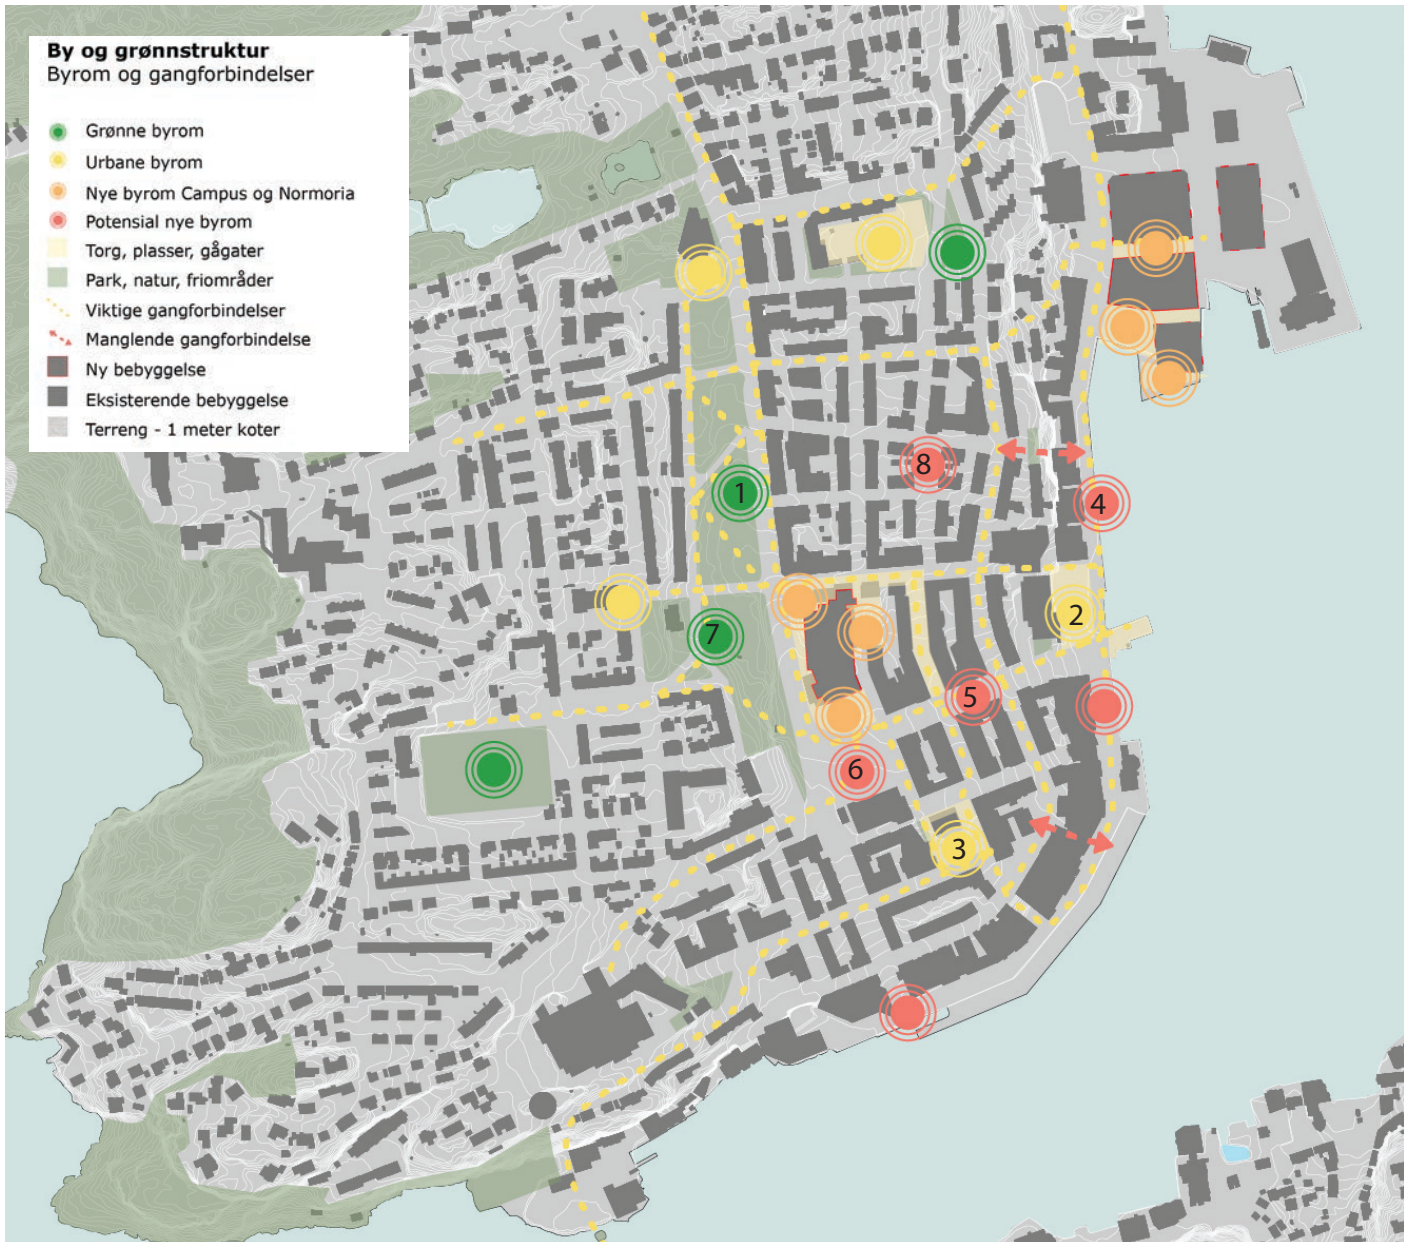 By og grønnstruktur
Byrom og gangforbindelser
Grønne byrom
Urbane byrom
Nye byrom Campus og Normoria
Potensial nye byrom
Torg, plasser, gågater
Park, natur, friområder
Viktige gangforbindelser
Manglende gangforbindelse
Ny bebyggelse
Eksisterende bebyggelse
Terreng - 1 meter koter
8
1
4
2
7
5
6
3